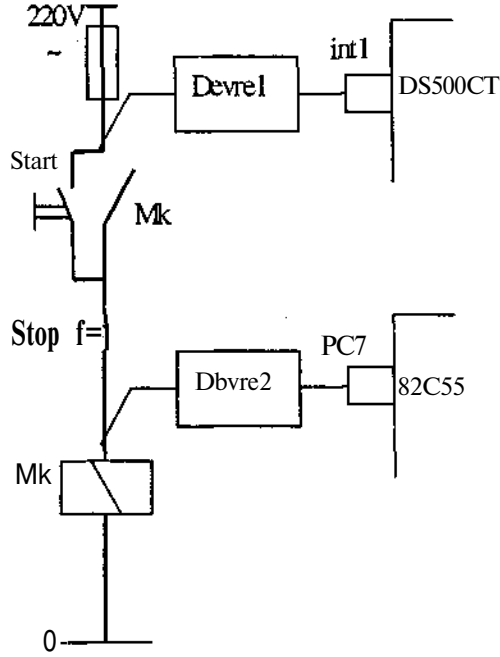 220V
~
Devre1
int1
DS500CT
Start
Mk
Stop f=
Dbvre2
PC7
82C55
Mk
0